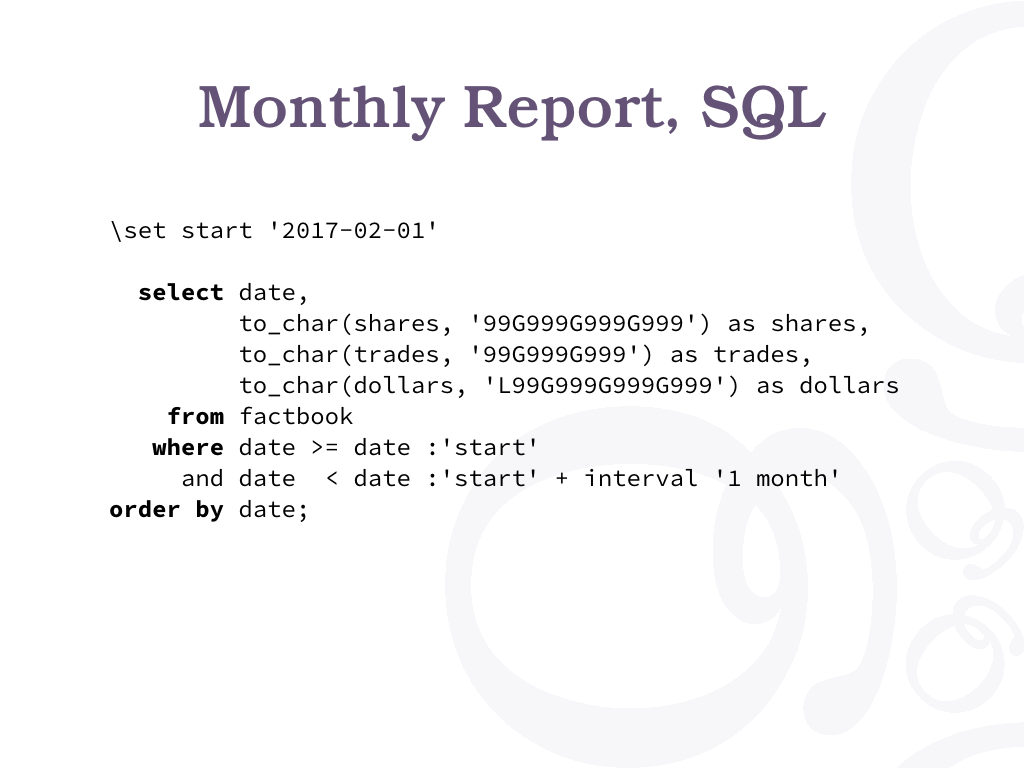 Monthly Report, SQL
\set start '2017-02-01'
select date,
to_char(shares, '99G999G999G999') as shares,
to_char(trades, '99G999G999') as trades,
to_char(dollars, 'L99G999G999G999') as dollars
from factbook
where date >= date :'start'
and date  < date :'start' + interval '1 month'
order by date;